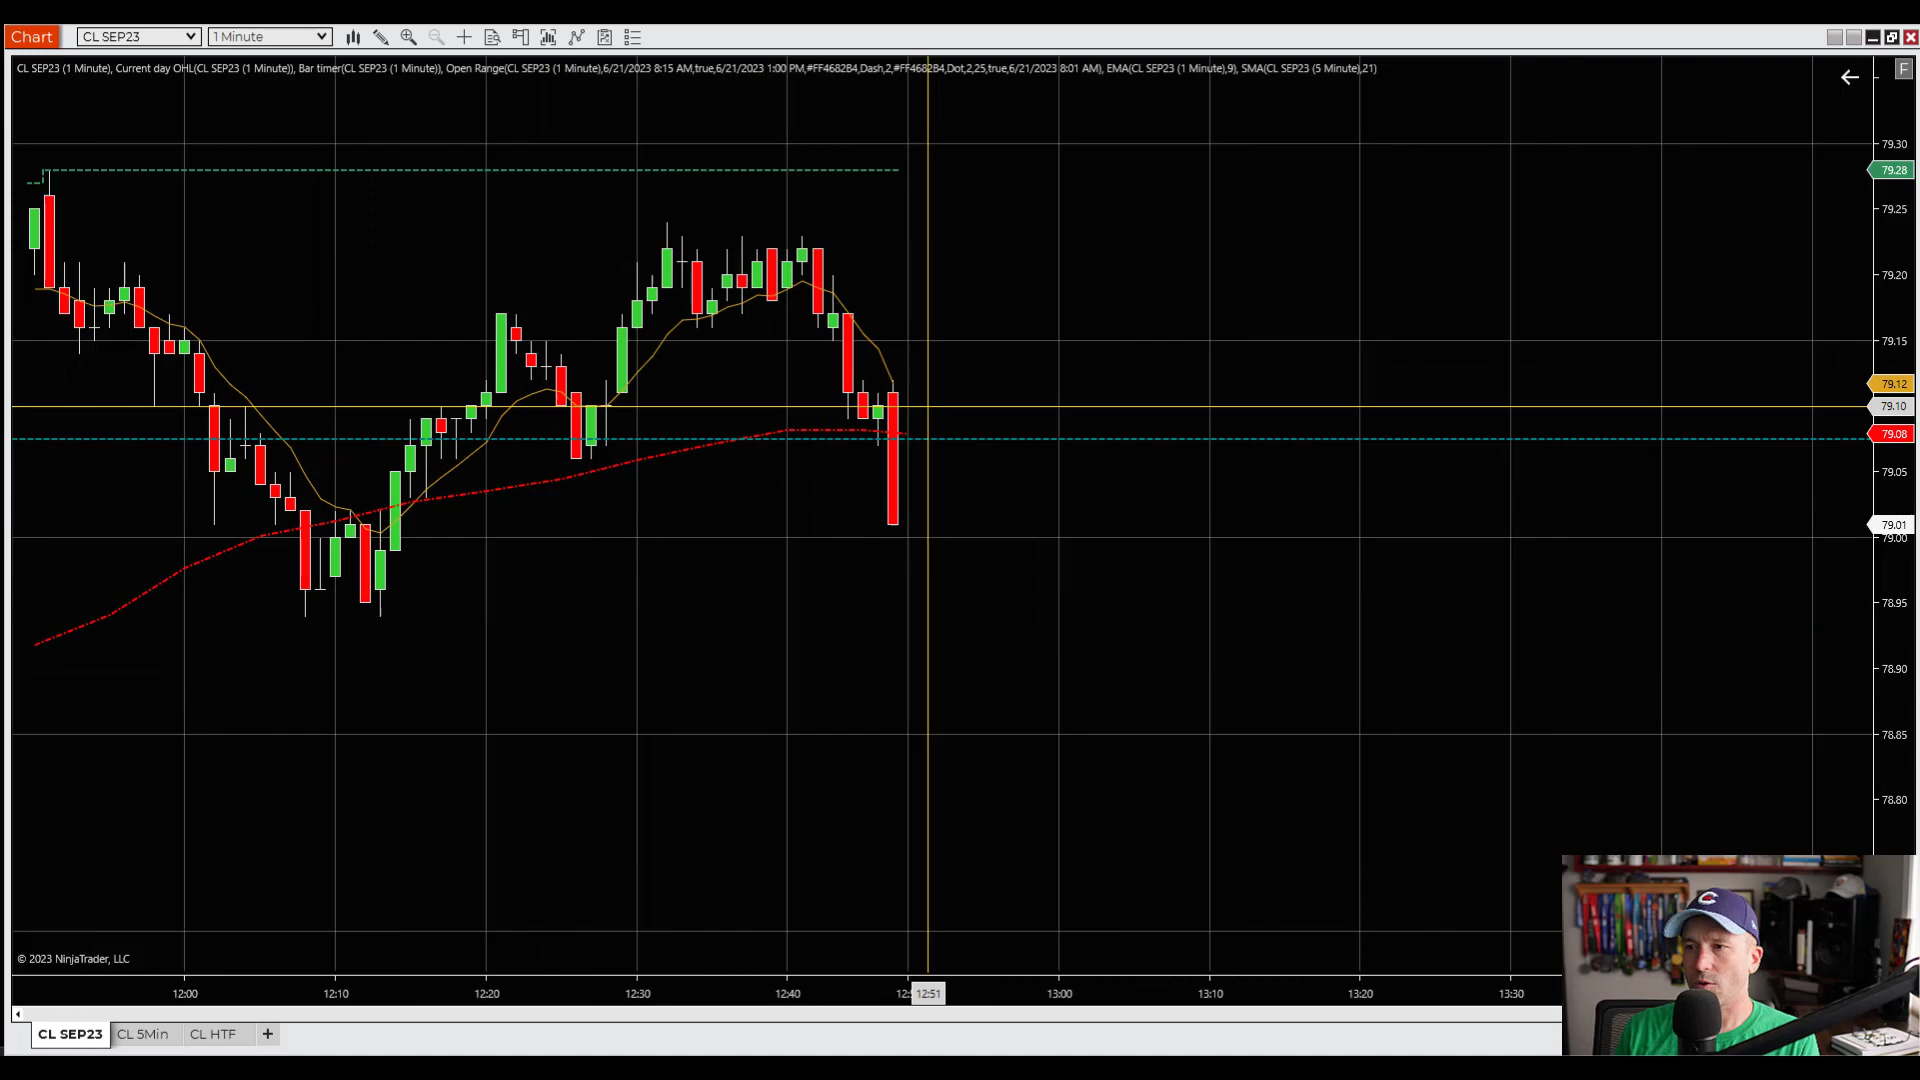 Chart CL SEP23 1 Minute
CL SEP23 (1 Minute), Current day OHL(CL SEP23 (1 Minute)), Bar timer(CL SEP23 (1 Minute)), Open Range(CL SEP23 (1 Minute),6/21/2023 8:15 AM,true,6/21/2023 1:00 PM,#FF4682B4,Dash,2,#FF4682B4,Dot,2,25,true,6/21/2023 8:01 AM), EMA(CL SEP23 (1 Minute),9), SMA(CL SEP23 (5 Minute),21)
F
79.30
79.28
79.25
79.20
79.15
79.12
79.10
79.08
79.05
79.01
79.00
78.95
78.90
78.85
78.80
© 2023 NinjaTrader, LLC
12:00 12:10 12:20 12:30 12:40 12:51 13:00 13:10 13:20 13:30
CL SEP23 CL 5Min CL HTF +